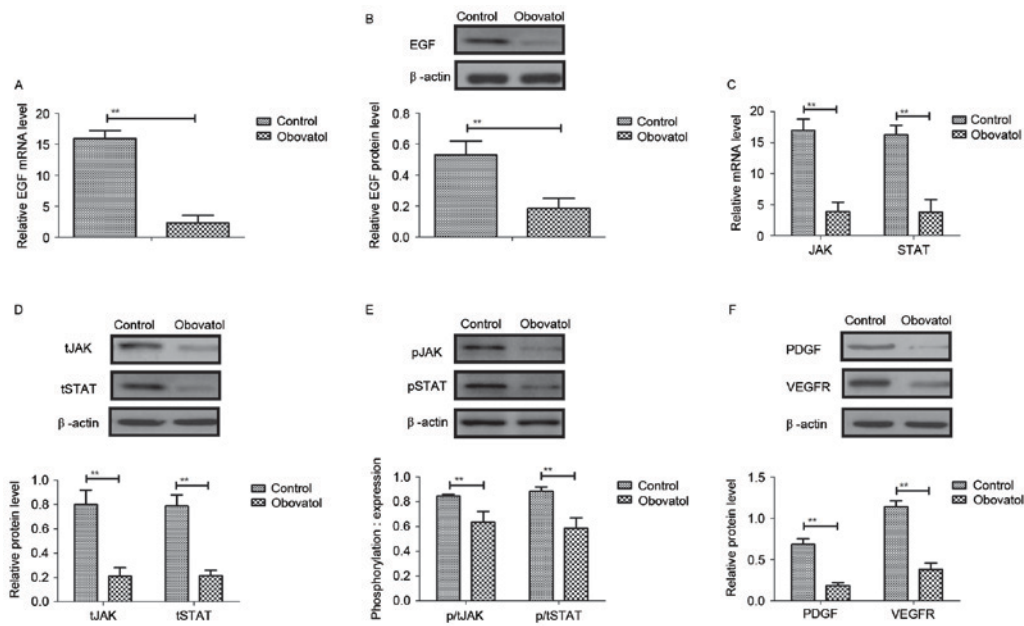 A
Relative EGF mRNA level
20
15
10
5
0
**
Control
Obovatol
B
Control Obovatol
EGF
β -actin
Relative EGF protein level
0.8
0.6
0.4
0.2
0.0
**
Control
Obovatol
C
Relative mRNA level
20
15
10
5
0
** **
JAK STAT
Control
Obovatol
D
Control Obovatol
tJAK
tSTAT
β -actin
Relative protein level
1.0
0.8
0.6
0.4
0.2
0.0
** **
tJAK tSTAT
Control
Obovatol
E
Control Obovatol
pJAK
pSTAT
β -actin
Phosphorylation : expression
1.0
0.8
0.6
0.4
0.2
0.0
** **
p/tJAK p/tSTAT
Control
Obovatol
F
Control Obovatol
PDGF
VEGFR
β -actin
Relative protein level
1.5
1.0
0.5
0.0
** **
PDGF VEGFR
Control
Obovatol